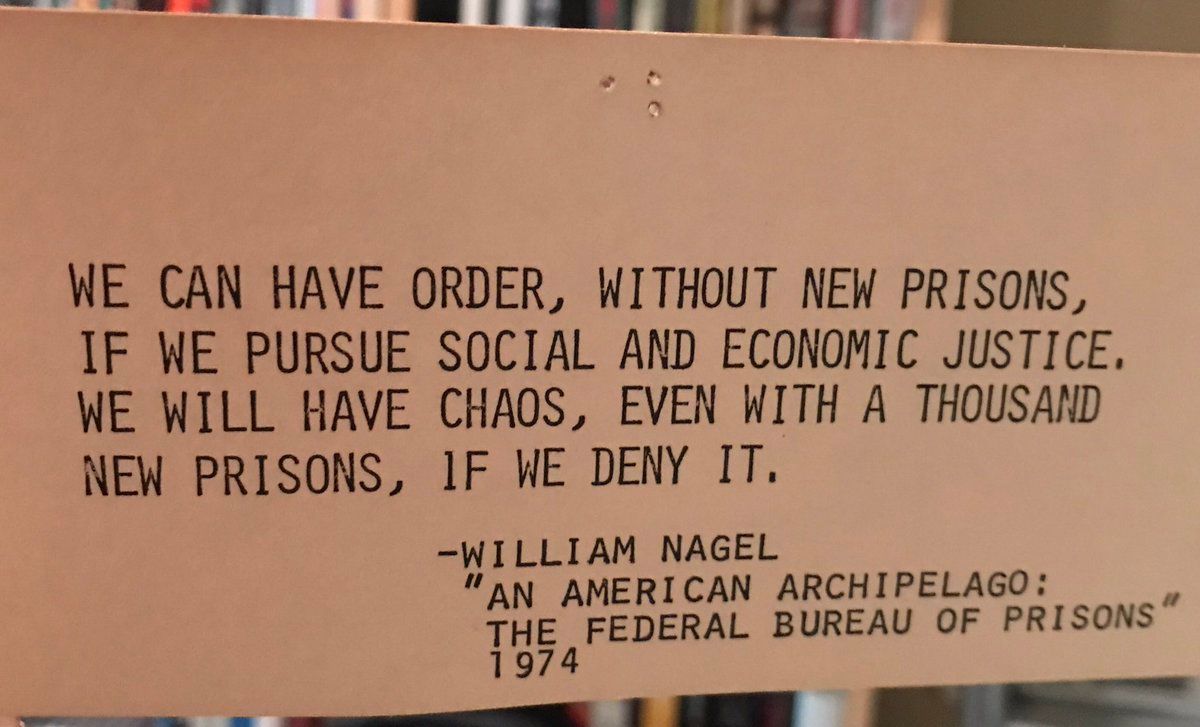 WE CAN HAVE ORDER, WITHOUT NEW PRISONS,
IF WE PURSUE SOCIAL AND ECONOMIC JUSTICE.
WE WILL HAVE CHAOS, EVEN WITH A THOUSAND
NEW PRISONS, IF WE DENY IT.
-WILLIAM NAGEL
"AN AMERICAN ARCHIPELAGO:
THE FEDERAL BUREAU OF PRISONS"
1974